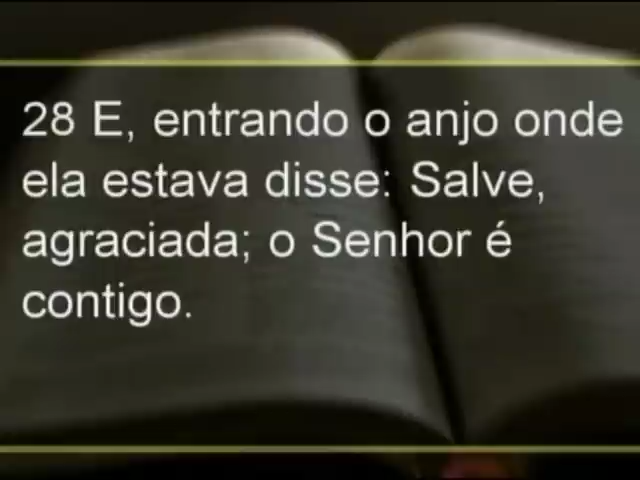 28 E, entrando o anjo onde
ela estava disse: Salve,
agraciada; o Senhor é
contigo.